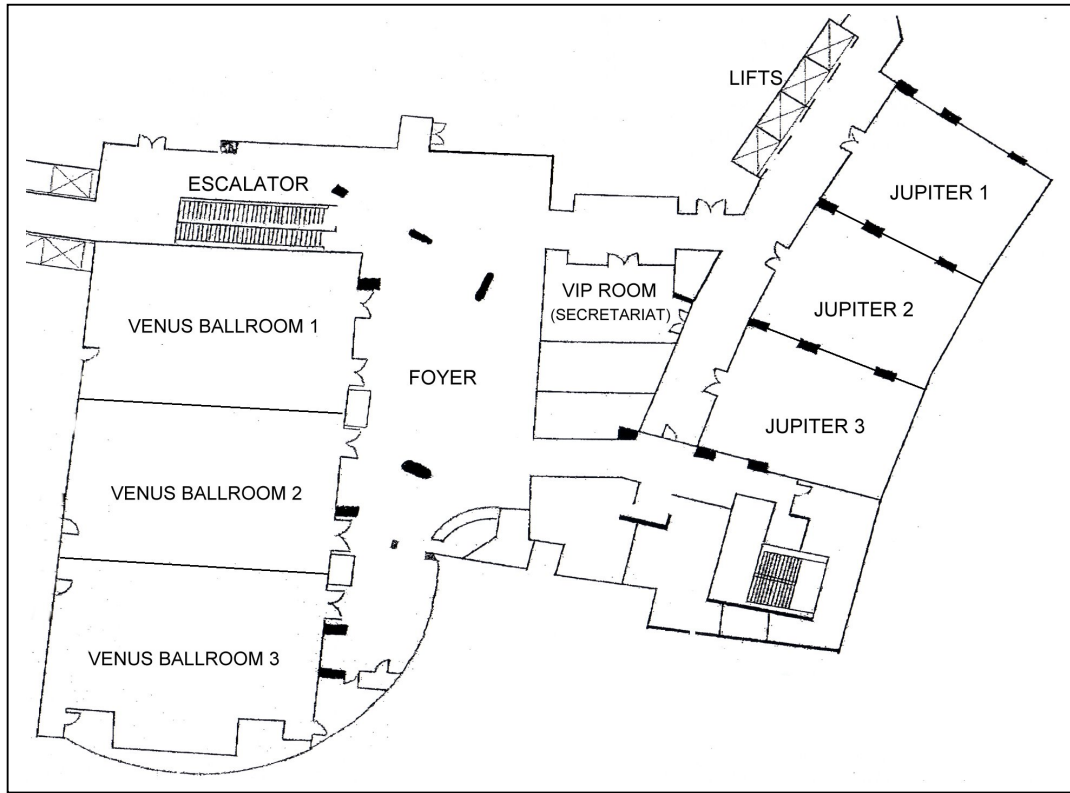 LIFTS
ESCALATOR
JUPITER 1
VENUS BALLROOM 1
VIP ROOM
(SECRETARIAT)
JUPITER 2
FOYER
JUPITER 3
VENUS BALLROOM 2
VENUS BALLROOM 3